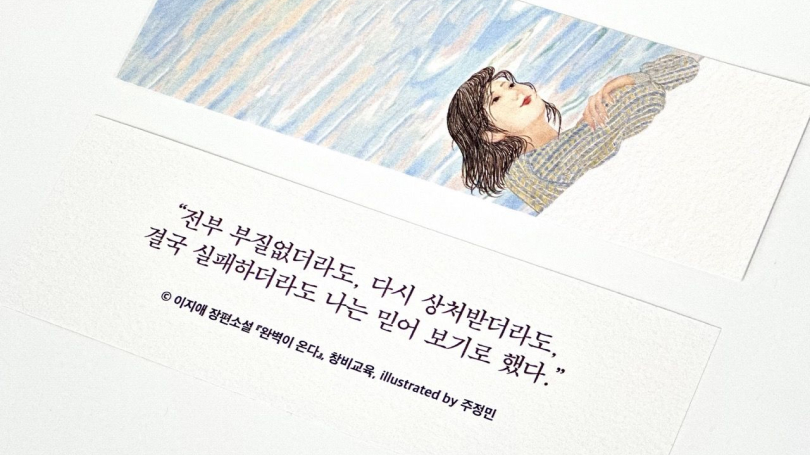 “전부 부질없더라도, 다시 상처받더라도,
결국 실패하더라도 나는 믿어 보기로 했다.”
© 이지애 장편소설 『완벽이 온다』, 창비교육, illustrated by 주정민